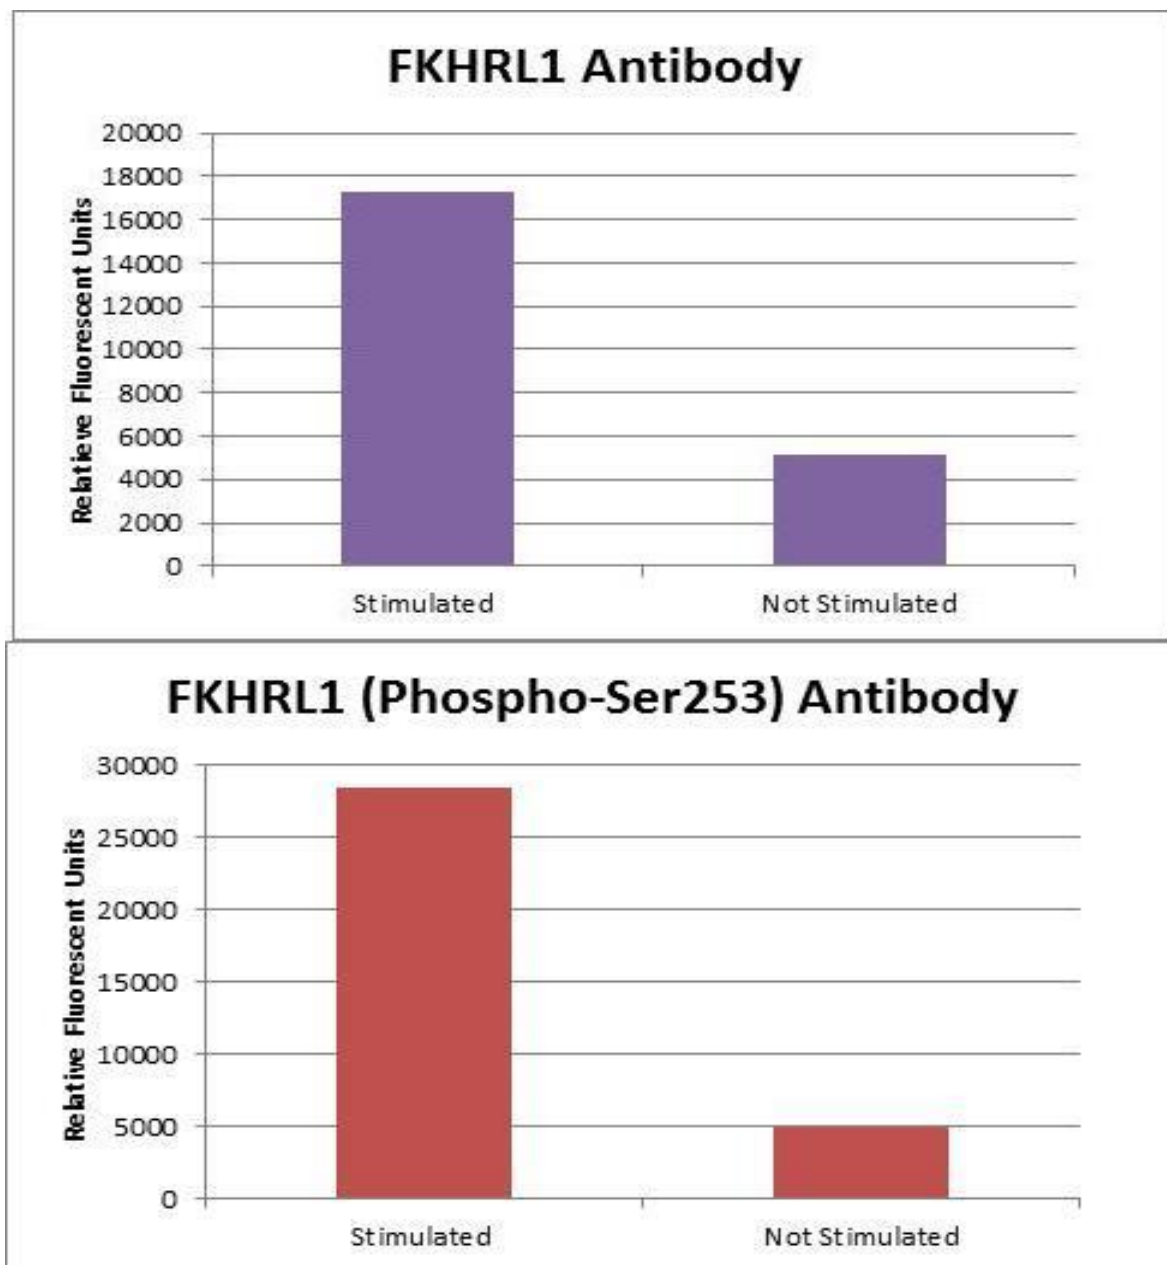 FKHRL1 Antibody
Relatieve Fluorescent Units
20000
18000
16000
14000
12000
10000
8000
6000
4000
2000
0
Stimulated
Not Stimulated
FKHRL1 (Phospho-Ser253) Antibody
Relative Fluorescent Units
30000
25000
20000
15000
10000
5000
0
Stimulated
Not Stimulated